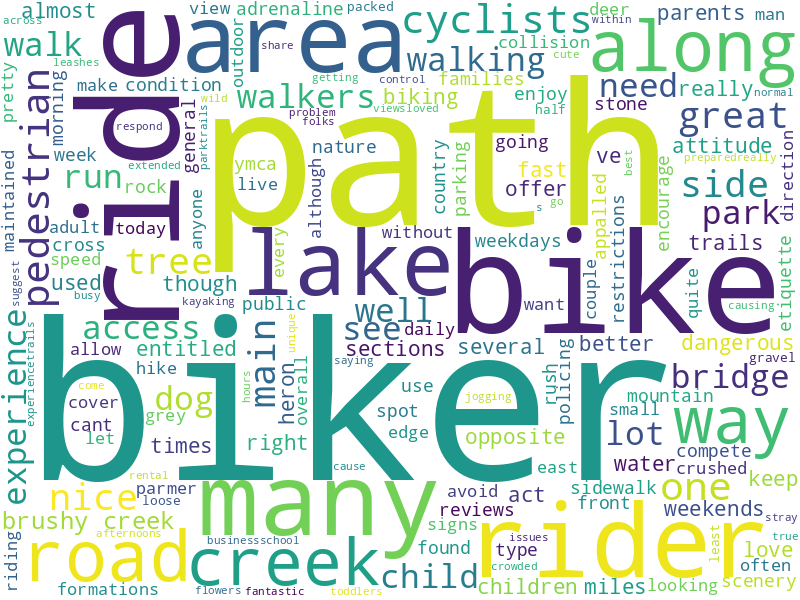 almost
view
adrenaline
packed
deer
parents
man
across
walk
ride
area
outdoor
cyclists
collision
share
cute
along
within
leashes
pretty
pedestrian
morning
make
condition
walking
getting
families
control
walkers
biking
enjoy
half
wild
need
really
normal
stone
viewsloved
great
respond
general
parktrails
problem
folks
nature
country
parking
going
ve
fast
offer
attitude
preparedreally
best
go
s
week
extended
run
rock
ymca
live
although
appalled
encourage
side
direction
maintained
adult
today
anyone
path
park
cross
speed
tree
every
lake
without
weekdays
bike
want
couple
restrictions
trails
quite
etiquette
used
though
suggest
busy
kayaking
public
well
causing
experience
access
main
unique
see
daily
several
better
dangerous
experiencetrails
allow
entitled
sections
rush
policing
gravel
hike
heron
overall
saying
biker
bridge
come
dog
hours
use
jogging
mountain
cover
grey
spot
small
way
cant
let
times
right
edge
opposite
lot
compete
nice
rental
parmer
loose
cause
east
water
crushed
sidewalk
front
one
keep
many
avoid
act
reviews
weekends
brushy creek
businessschool
signs
rider
stray
road
afternoons
creek
found
type
issues
least
love
true
riding
crowded
often
formations
flowers
fantastic
toddlers
child
children
miles
looking
scenery